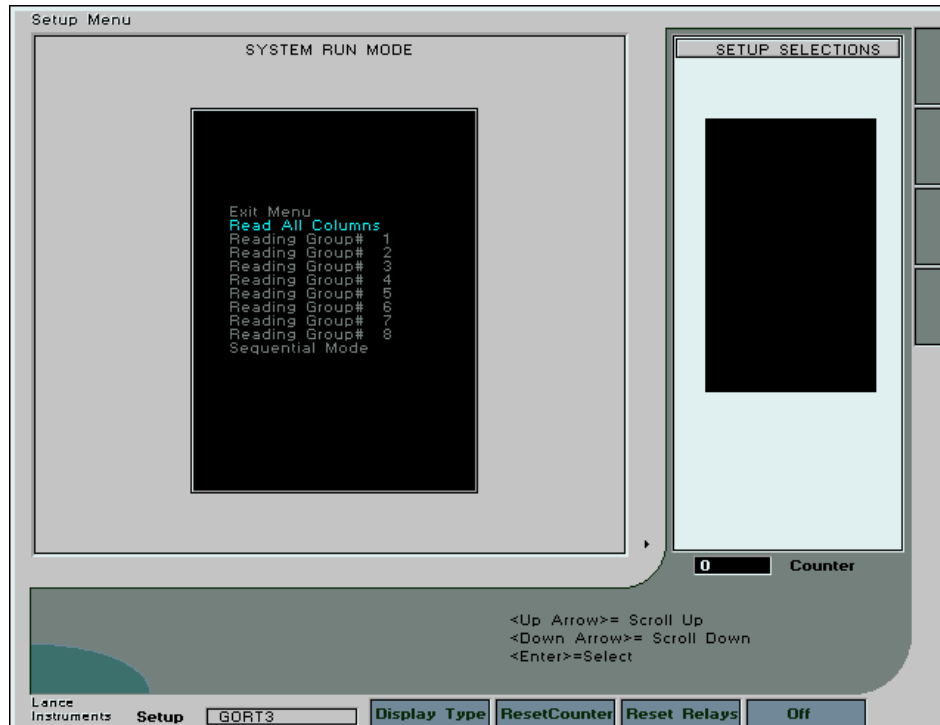 Setup Menu
SYSTEM RUN MODE
Exit Menu
Read All Columns
Reading Group# 1
Reading Group# 2
Reading Group# 3
Reading Group# 4
Reading Group# 5
Reading Group# 6
Reading Group# 7
Reading Group# 8
Sequential Mode
SETUP SELECTIONS
0 Counter
<Up Arrow>= Scroll Up
<Down Arrow>= Scroll Down
<Enter>=Select
Lance
Instruments
Setup GORT3
Display Type ResetCounter Reset Relays Off